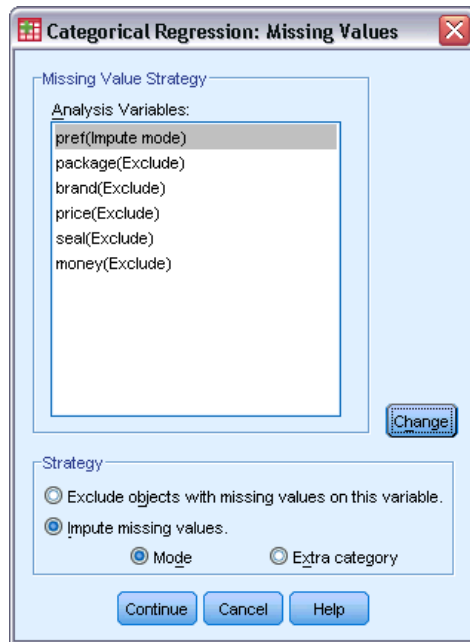 Categorical Regression: Missing Values
Missing Value Strategy
Analysis Variables:
pref(Impute mode)
package(Exclude)
brand(Exclude)
price(Exclude)
seal(Exclude)
money(Exclude)
Change
Strategy
Exclude objects with missing values on this variable.
Impute missing values.
Mode Extra category
Continue Cancel Help